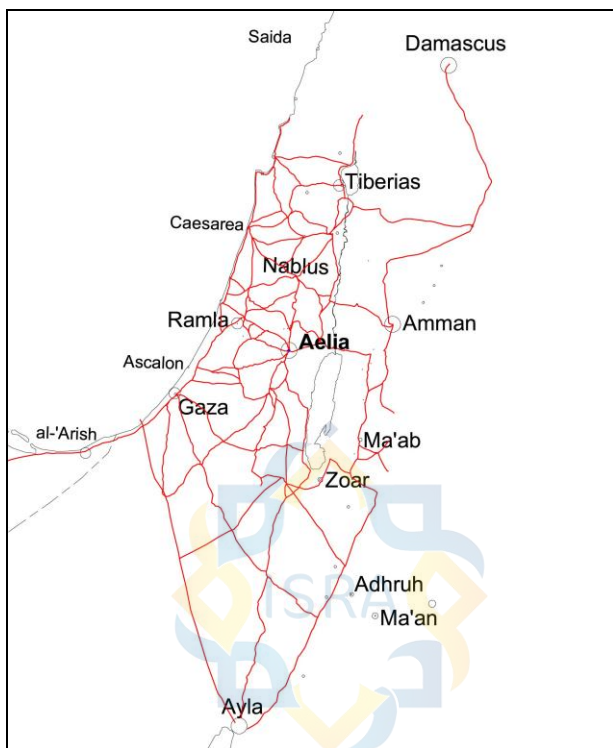 Saida
Damascus
Tiberias
Caesarea
Nablus
Ramla
Amman
Aelia
Ascalon
Gaza
al-'Arish
Ma'ab
Zoar
ISRA
Adhruh
Ma'an
Ayla